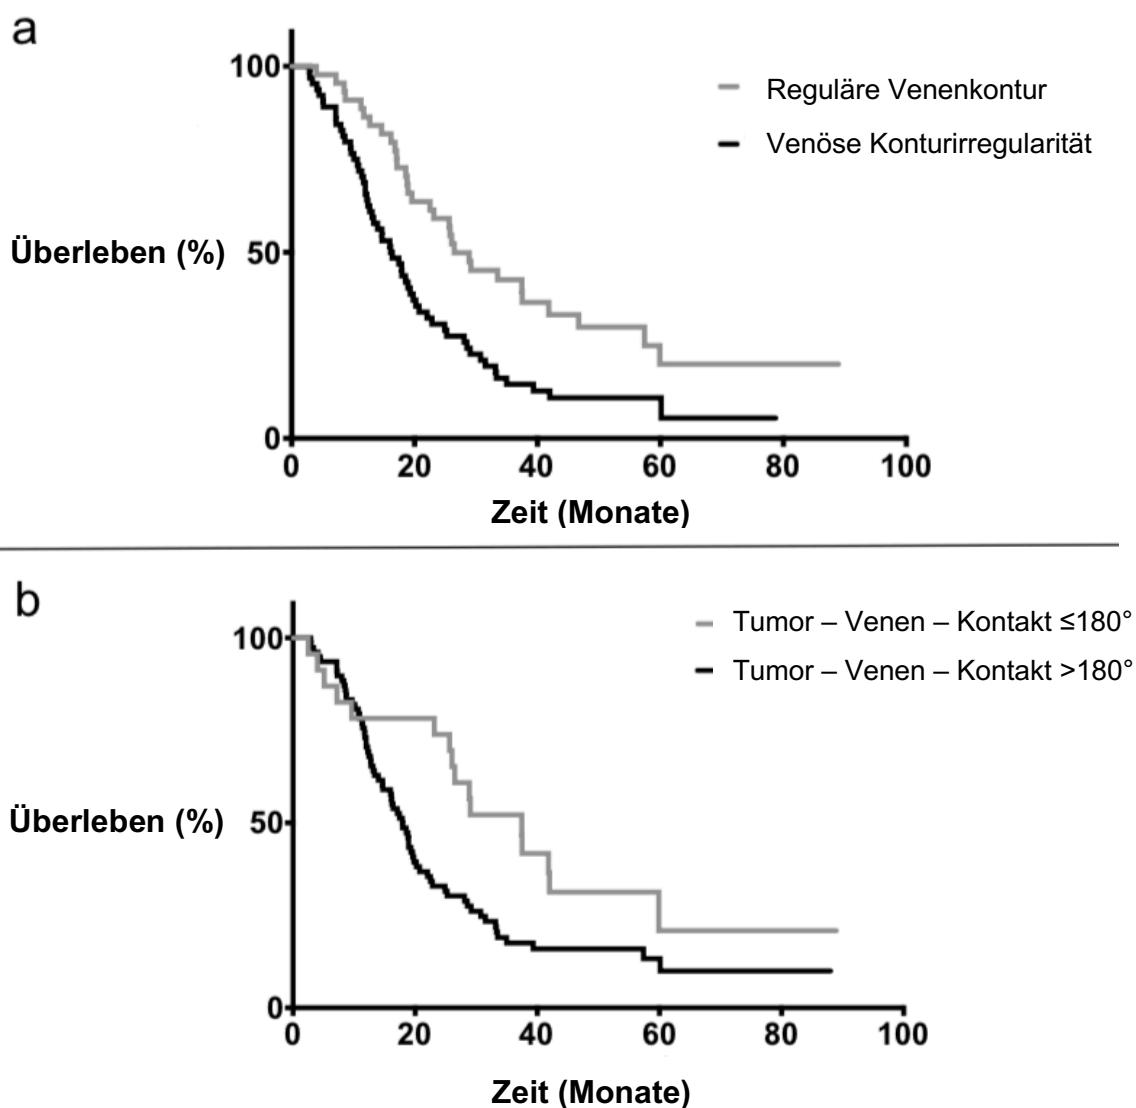 a
100
Reguläre Venenkontur
Venöse Konturirregularität
Überleben (%) 50
0
0 20 40 60 80 100
Zeit (Monate)
b
100
Tumor – Venen – Kontakt ≤180°
Tumor – Venen – Kontakt >180°
Überleben (%) 50
0
0 20 40 60 80 100
Zeit (Monate)